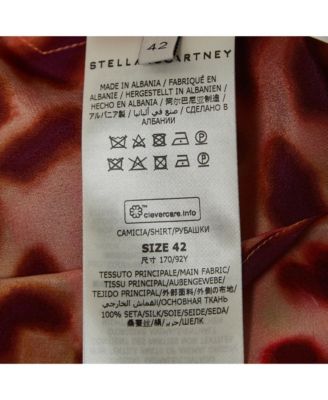 42
STELLA McCARTNEY
MADE IN ALBANIA / FABRIQUÉ EN
ALBANIE / HERGESTELLT IN ALBANIEN /
FABRICADO EN ALBANIA / 阿尔巴尼亚制造 /
アルバニア製 / صنع في ألبانيا / СДЕЛАНО В
АЛБАНИИ
clevercare.info
CAMICIA/SHIRT/РУБАШКИ
SIZE 42
尺寸 170/92Y
TESSUTO PRINCIPALE/MAIN FABRIC/
TISSU PRINCIPAL/AUßENGEWEBE/
TEJIDO PRINCIPAL/外部面料/外側の布地/
القماش الخارجي/ОСНОВНАЯ ТКАНЬ
100% SETA/SILK/SOIE/SEIDE/SEDA/
桑蚕丝/絹/حرير/ШЕЛК